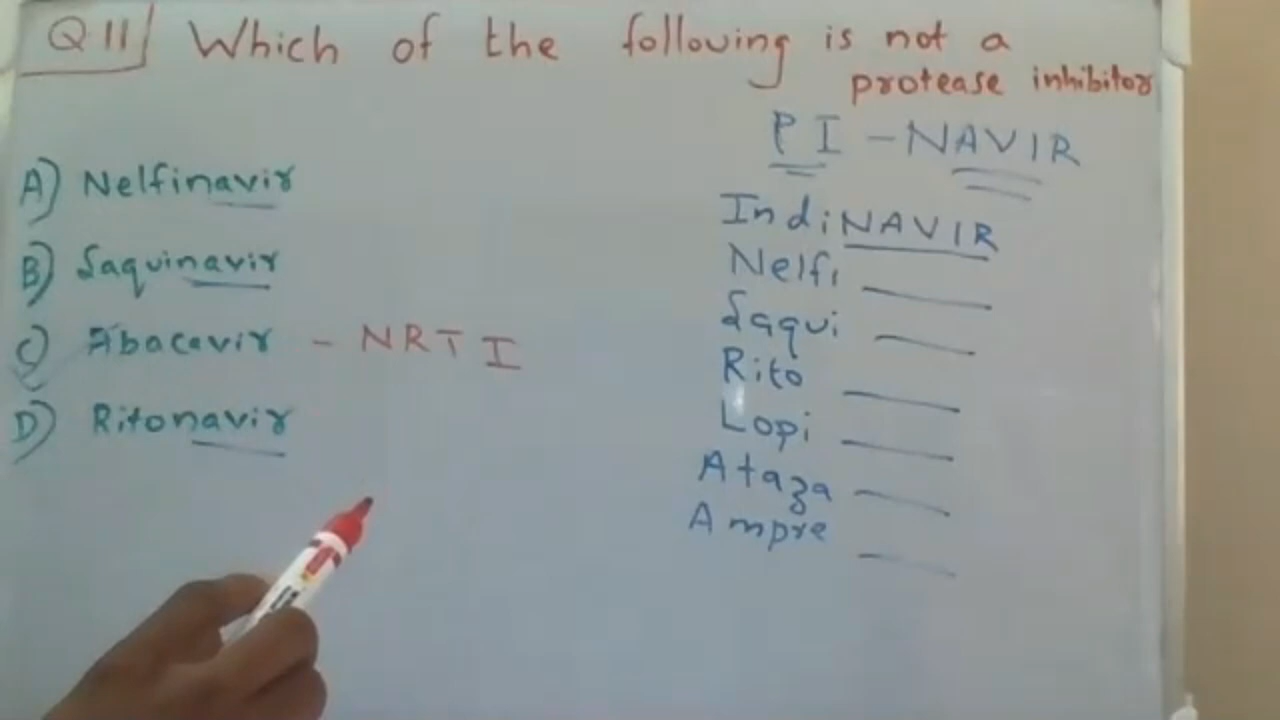 Q11 Which of the following is not a
protease inhibitor
PI - NAVIR
A) Nelfinavir
B) Saquinavir
C) Abacavir - NRTI
D) Ritonavir
IndiNAVIR
Nelfi
Saqui
Rito
Lopi
Ataza
Ampre